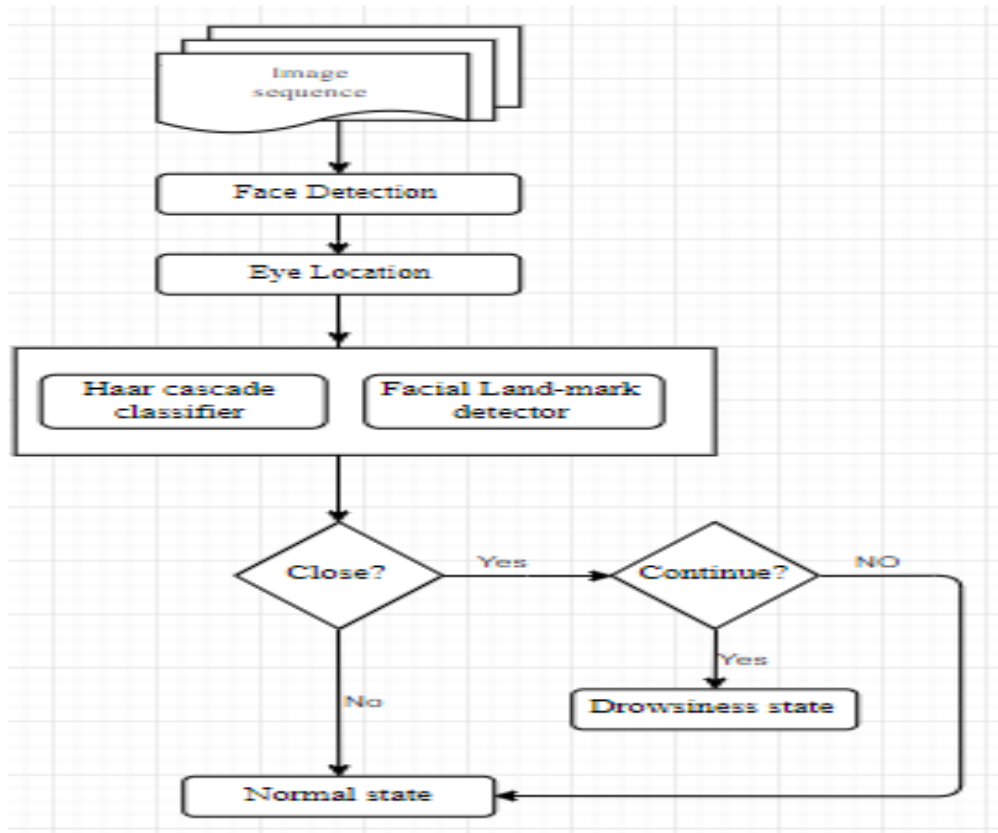 Image
sequence
Face Detection
Eye Location
Haar cascade
classifier
Facial Land-mark
detector
Close?
Yes
Continue?
NO
Yes
Drowsiness state
No
Normal state